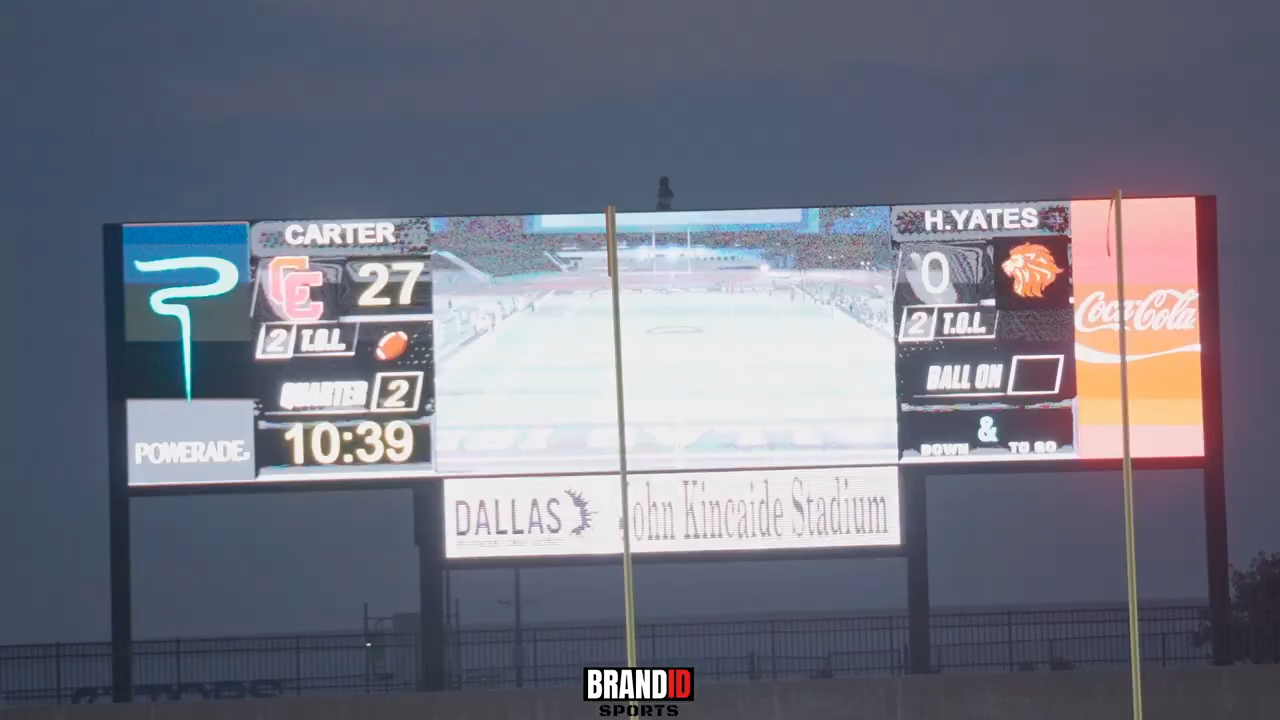 CARTER
CC
27
2 T.O.L.
QUARTER 2
10:39
POWERADE
H.YATES
0
2 T.O.L.
BALL ON
&
DOWN TO GO
Coca-Cola
DALLAS
John Kincaide Stadium
BRANDID
SPORTS